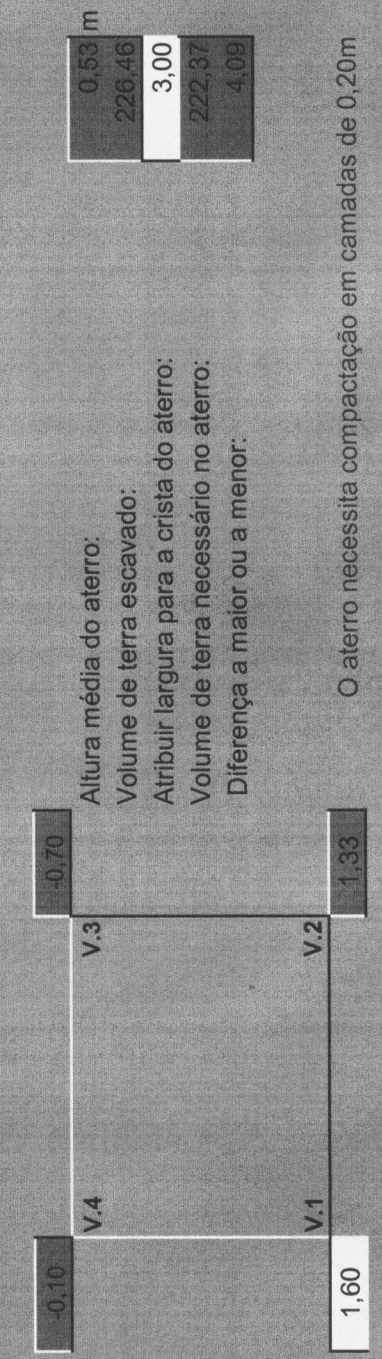 -0,10
-0,70
V.4
V.3
V.1
V.2
1,60
1,33
Altura média do aterro: 0,53 m
Volume de terra escavado: 226,46
Atribuir largura para a crista do aterro: 3,00
Volume de terra necessário no aterro: 222,37
Diferença a maior ou a menor: 4,09
O aterro necessita compactação em camadas de 0,20m